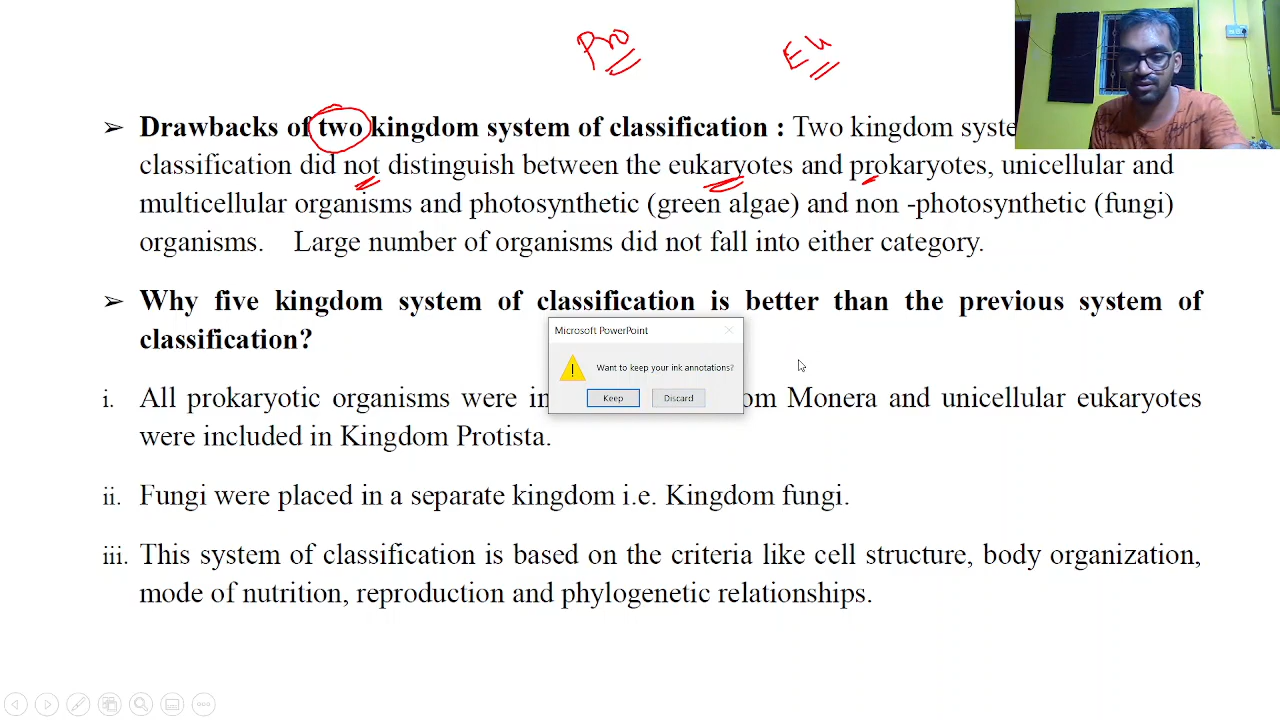 Pro Eu
➢ Drawbacks of two kingdom system of classification : Two kingdom syste
classification did not distinguish between the eukaryotes and prokaryotes, unicellular and
multicellular organisms and photosynthetic (green algae) and non -photosynthetic (fungi)
organisms. Large number of organisms did not fall into either category.
➢ Why five kingdom system of classification is better than the previous system of
classification?
Microsoft PowerPoint
Want to keep your ink annotations?
Keep Discard
i. All prokaryotic organisms were in om Monera and unicellular eukaryotes
were included in Kingdom Protista.
ii. Fungi were placed in a separate kingdom i.e. Kingdom fungi.
iii. This system of classification is based on the criteria like cell structure, body organization,
mode of nutrition, reproduction and phylogenetic relationships.